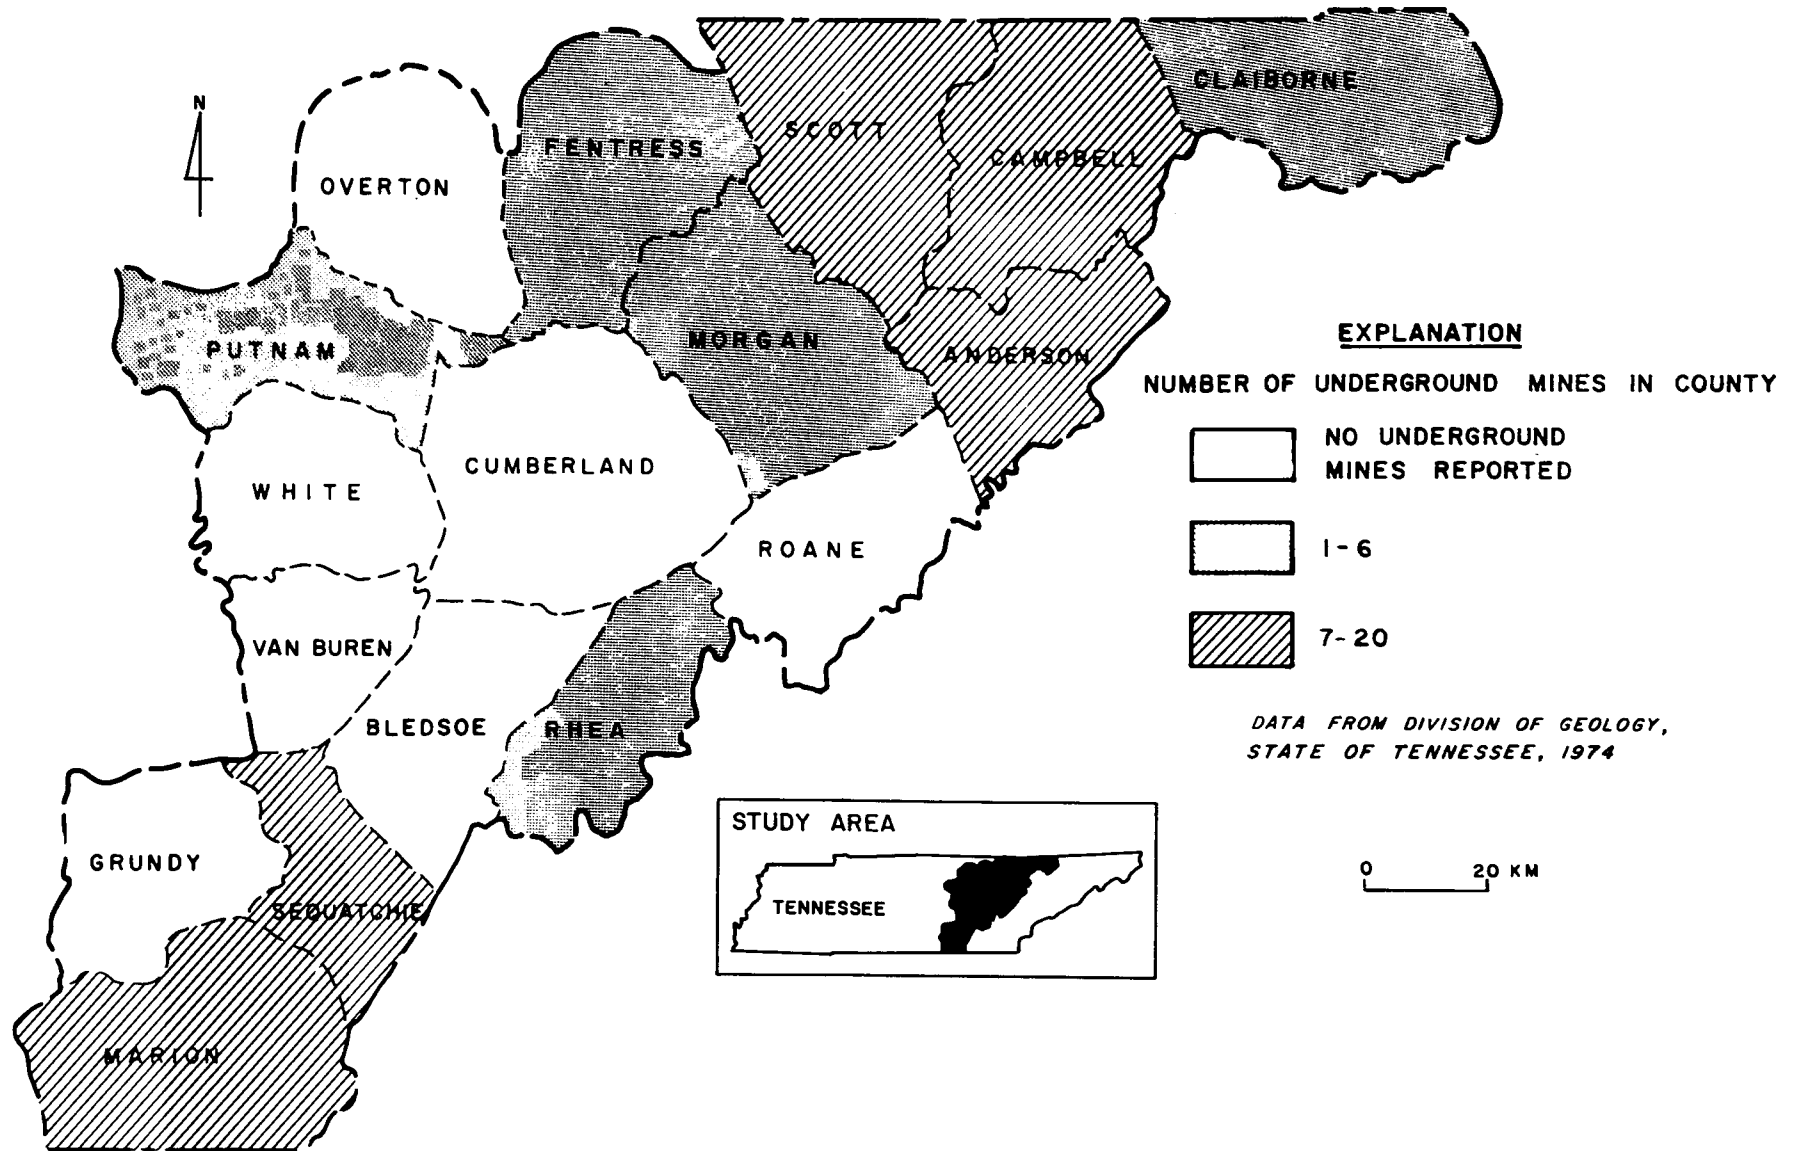 N
CLAIBORNE
SCOTT
FENTRESS
CAMPBELL
OVERTON
PUTNAM
MORGAN
ANDERSON
CUMBERLAND
WHITE
ROANE
VAN BUREN
BLEDSOE
RHEA
GRUNDY
SEQUATCHIE
MARION
EXPLANATION
NUMBER OF UNDERGROUND MINES IN COUNTY
NO UNDERGROUND
MINES REPORTED
1-6
7-20
DATA FROM DIVISION OF GEOLOGY,
STATE OF TENNESSEE, 1974
STUDY AREA
TENNESSEE
0 20 KM